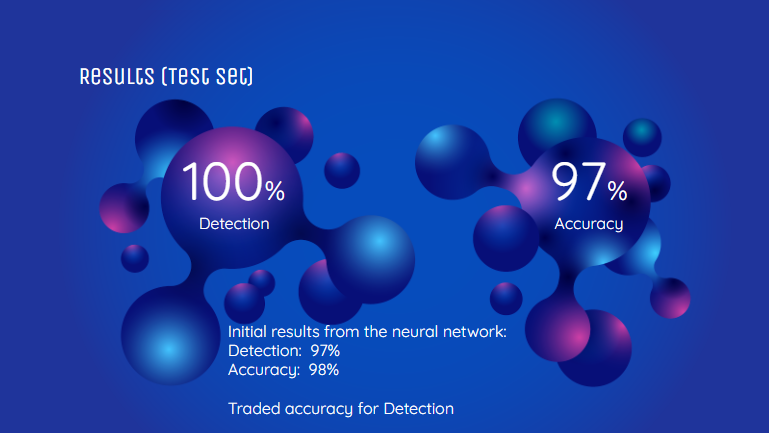 Results (Test Set)
100%
Detection
97%
Accuracy
Initial results from the neural network:
Detection:  97%
Accuracy:  98%
Traded accuracy for Detection